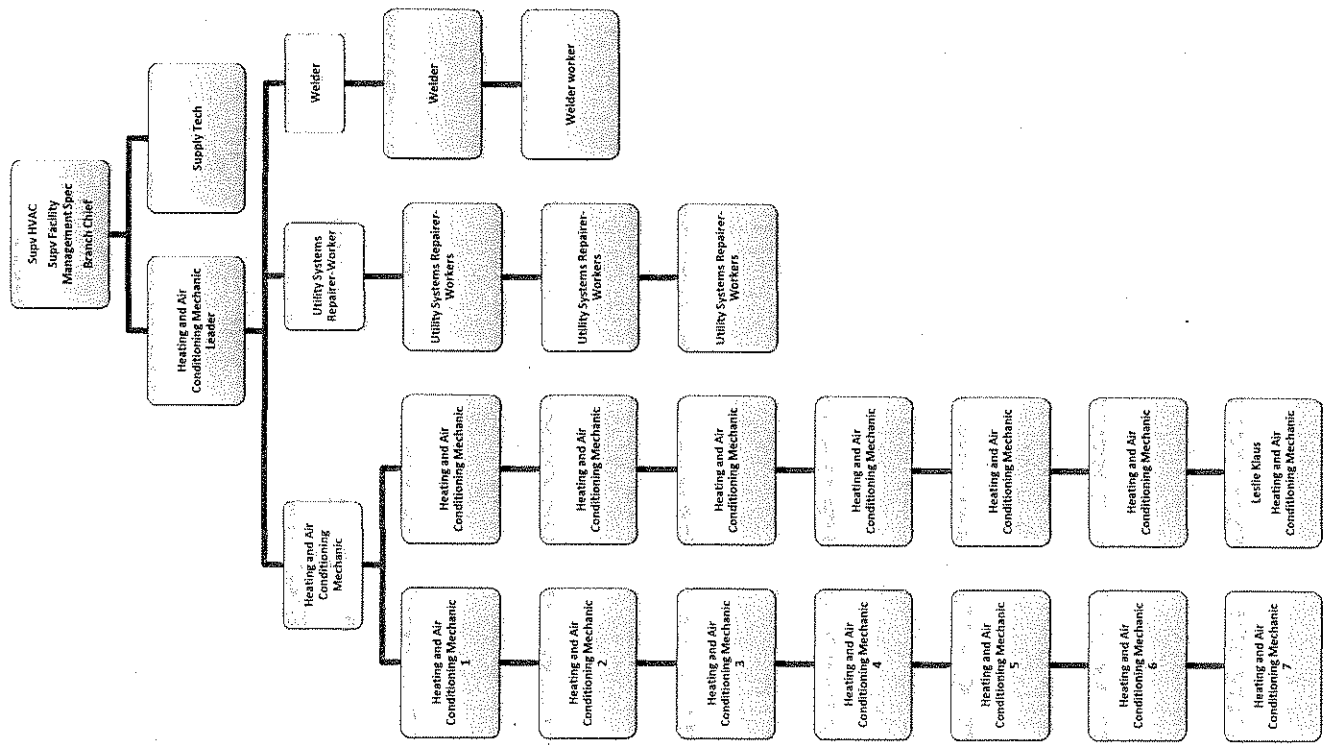 Supv HVAC
Supv Facility
Management Spec
Branch Chief
Heating and Air
Conditioning Mechanic
Leader
Supply Tech
Heating and Air
Conditioning
Mechanic
Utility Systems
Repairer-Worker
Welder
Heating and Air
Conditioning Mechanic
1
Heating and Air
Conditioning Mechanic
Utility Systems Repairer-
Workers
Welder
Heating and Air
Conditioning Mechanic
2
Heating and Air
Conditioning Mechanic
Utility Systems Repairer-
Workers
Welder worker
Heating and Air
Conditioning Mechanic
3
Heating and Air
Conditioning Mechanic
Utility Systems Repairer-
Workers
Heating and Air
Conditioning Mechanic
4
Heating and Air
Conditioning Mechanic
Heating and Air
Conditioning Mechanic
5
Heating and Air
Conditioning Mechanic
Heating and Air
Conditioning Mechanic
6
Heating and Air
Conditioning Mechanic
Heating and Air
Conditioning Mechanic
7
Leslie Klaus
Heating and Air
Conditioning Mechanic